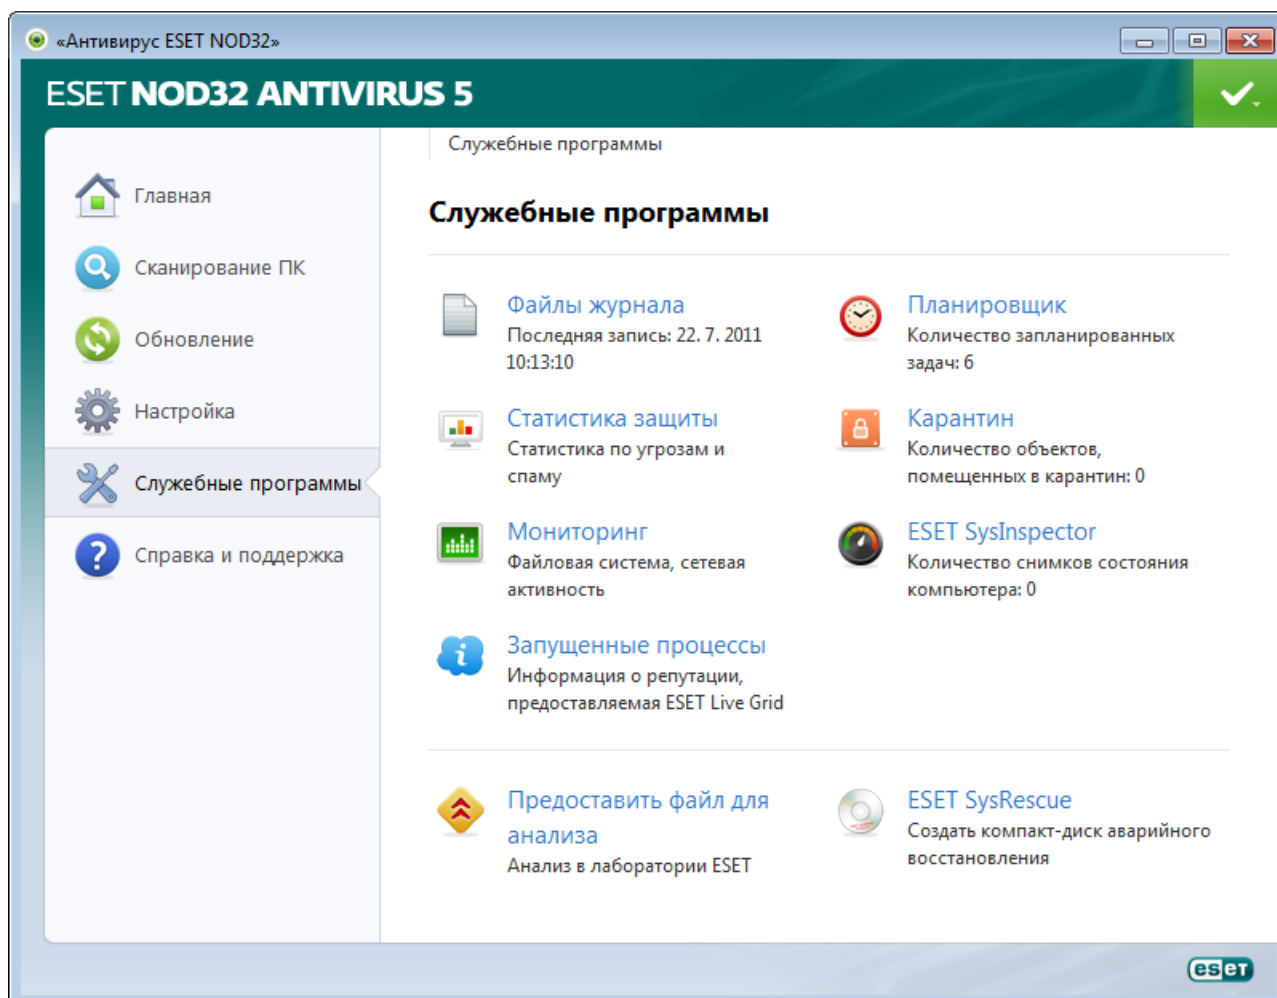 «Антивирус ESET NOD32»
ESET NOD32 ANTIVIRUS 5
Главная
Сканирование ПК
Обновление
Настройка
Служебные программы
Справка и поддержка
Служебные программы
Служебные программы
Файлы журнала
Последняя запись: 22. 7. 2011
10:13:10
Планировщик
Количество запланированных
задач: 6
Статистика защиты
Статистика по угрозам и
спаму
Карантин
Количество объектов,
помещенных в карантин: 0
Мониторинг
Файловая система, сетевая
активность
ESET SysInspector
Количество снимков состояния
компьютера: 0
Запущенные процессы
Информация о репутации,
предоставляемая ESET Live Grid
Предоставить файл для
анализа
Анализ в лаборатории ESET
ESET SysRescue
Создать компакт-диск аварийного
восстановления
eset